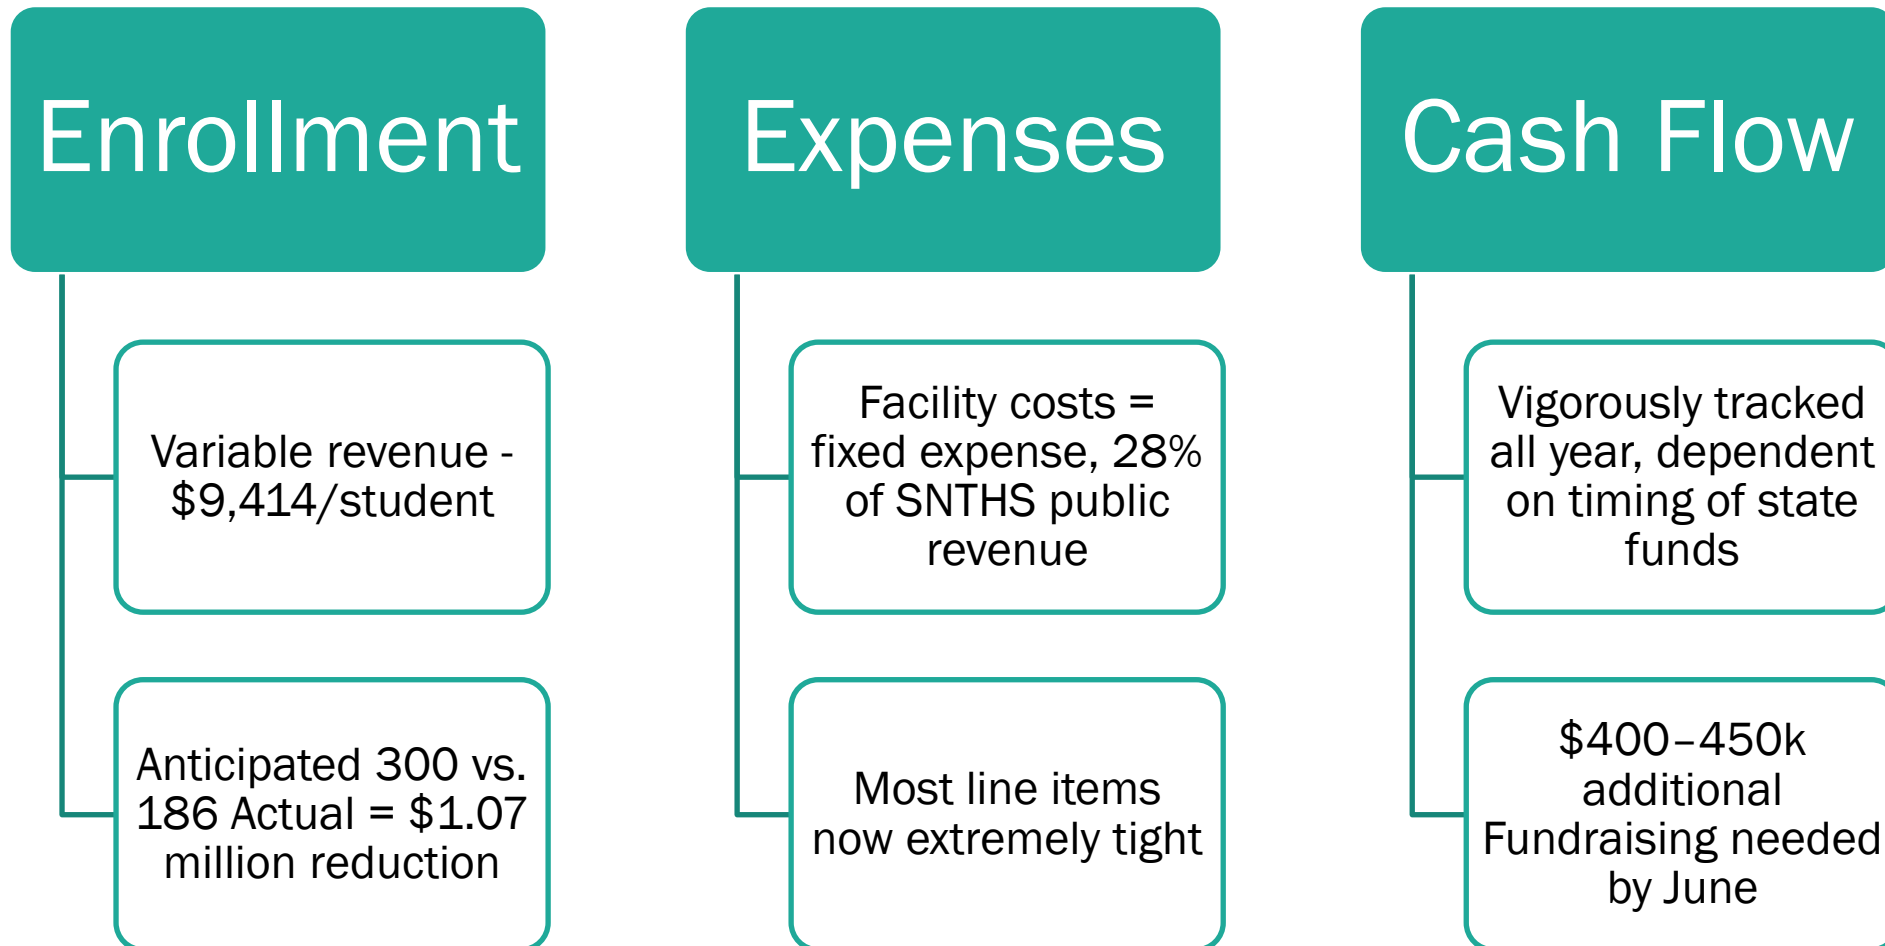 Enrollment
Variable revenue -
$9,414/student
Anticipated 300 vs.
186 Actual = $1.07
million reduction
Expenses
Facility costs =
fixed expense, 28%
of SNTHS public
revenue
Most line items
now extremely tight
Cash Flow
Vigorously tracked
all year, dependent
on timing of state
funds
$400–450k
additional
Fundraising needed
by June